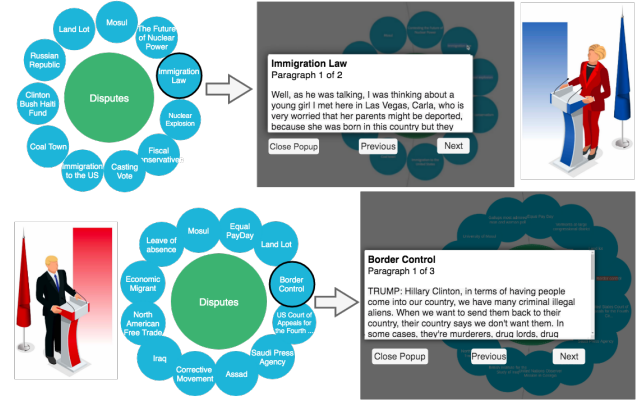 Mosul
The Future
of Nuclear
Power
Land Lot
Russian
Republic
Immigration
Law
Disputes
Clinton
Bush Haiti
Fund
Nuclear
Explosion
Coal Town
Fiscal
onservative
Immigration
to the US
Casting
Vote
Immigration Law
Paragraph 1 of 2
Well, as he was talking, I was thinking about a
young girl I met here in Las Vegas, Carla, who is
very worried that her parents might be deported,
because she was born in this country but they
Close Popup
Previous
Next
Mosul
Equal
PayDay
Leave of
absence
Land Lot
Economic
Migrant
Border
Control
Disputes
North
American
Free Trade
US Court of
Appeals for
the Fourth ...
Iraq
Saudi Press
Agency
Corrective
Movement
Assad
Border Control
Paragraph 1 of 3
TRUMP: Hillary Clinton, in terms of having people
come into our country, we have many criminal illegal
aliens. When we want to send them back to their
country, their country says we don't want them. In
some cases, they're murderers, drug lords, drug
Close Popup
Previous
Next